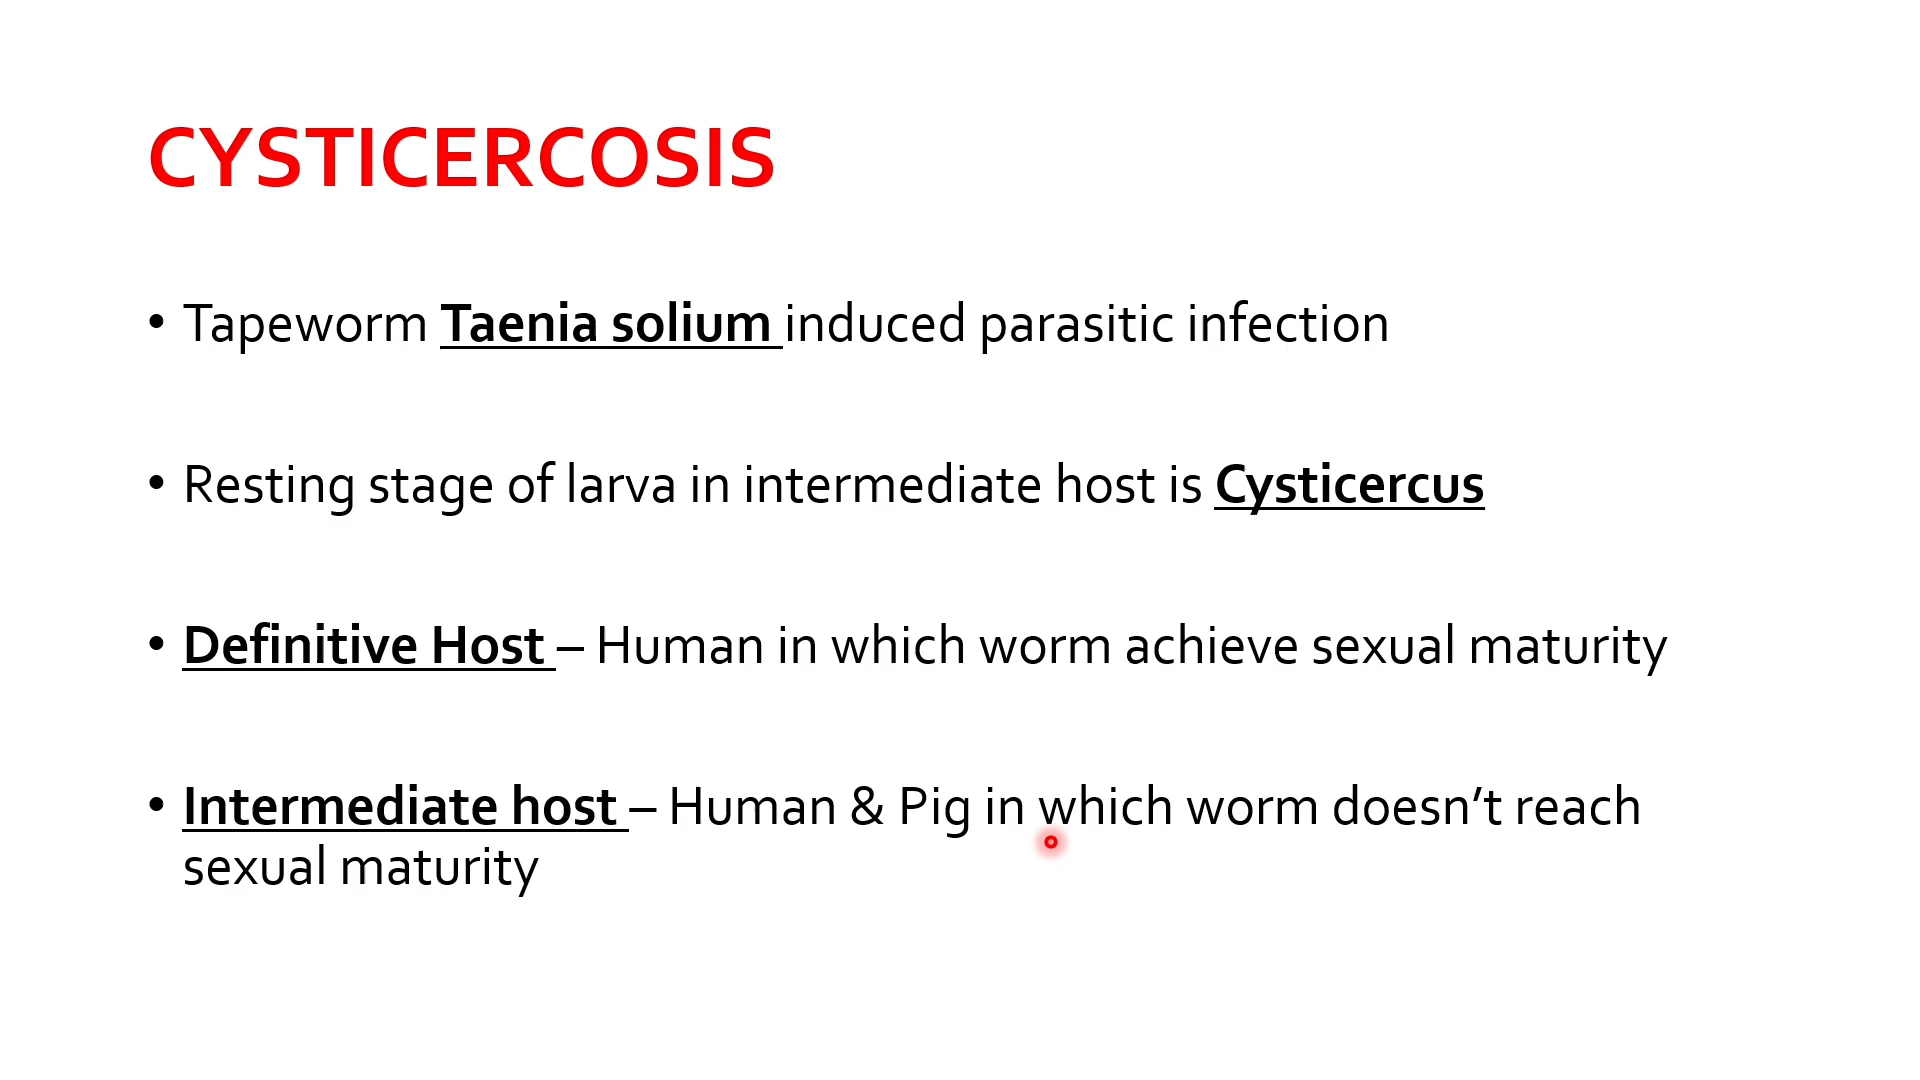 CYSTICERCOSIS
• Tapeworm Taenia solium induced parasitic infection
• Resting stage of larva in intermediate host is Cysticercus
• Definitive Host – Human in which worm achieve sexual maturity
• Intermediate host – Human & Pig in which worm doesn’t reach
sexual maturity